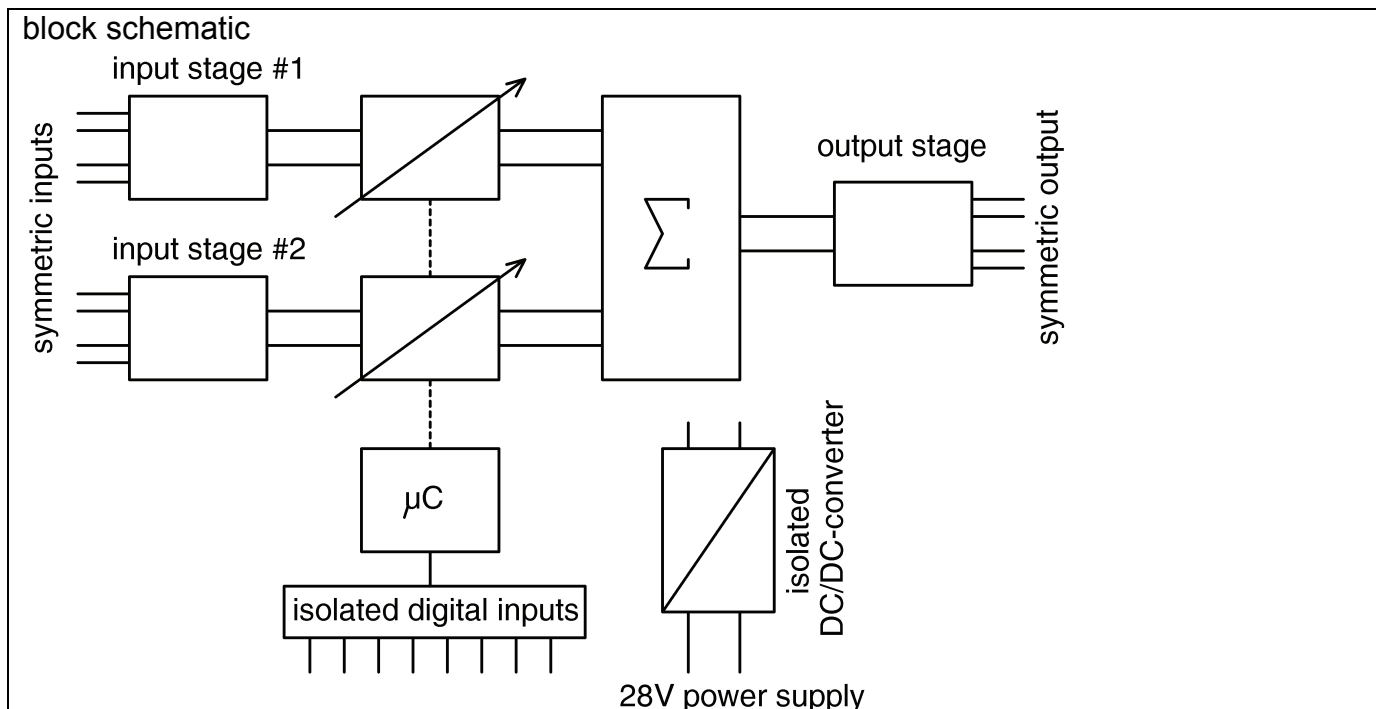 block schematic
input stage #1
symmetric inputs
input stage #2
Σ
output stage
symmetric output
µC
isolated digital inputs
isolated
DC/DC-converter
28V power supply